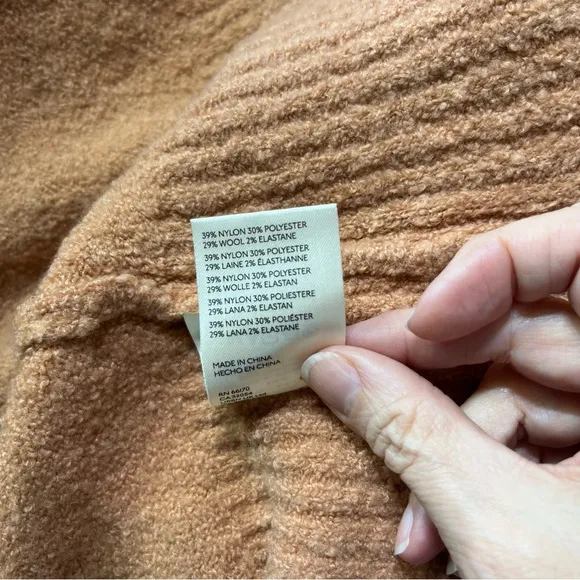 39% NYLON 30% POLYESTER
29% WOOL 2% ELASTANE
39% NYLON 30% POLYESTER
29% LAINE 2% ÉLASTHANNE
39% NYLON 30% POLYESTER
29% WOLLE 2% ELASTAN
39% NYLON 30% POLIESTERE
29% LANA 2% ELASTAN
39% NYLON 30% POLIÉSTER
29% LANA 2% ELASTANE
MADE IN CHINA
HECHO EN CHINA
RN 66170